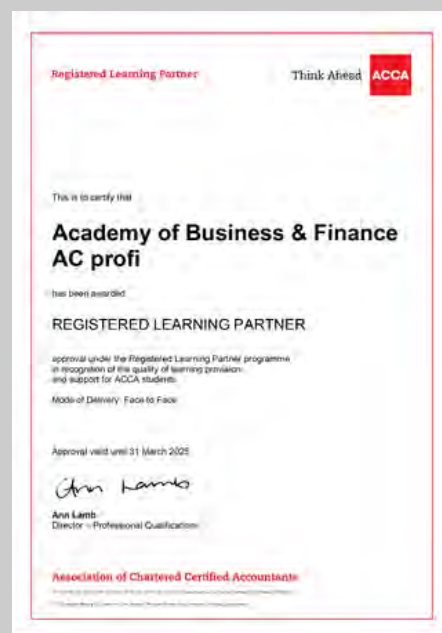 Registered Learning Partner
Think Ahead ACCA
This is to certify that
Academy of Business & Finance
AC profi
has been awarded
REGISTERED LEARNING PARTNER
approval under the Registered Learning Partner programme
in recognition of the quality of learning provision
and support for ACCA students.
Mode of Delivery: Face to Face
Approval valid until 31 March 2025
Ann Lamb
Ann Lamb
Director – Professional Qualifications
Association of Chartered Certified Accountants